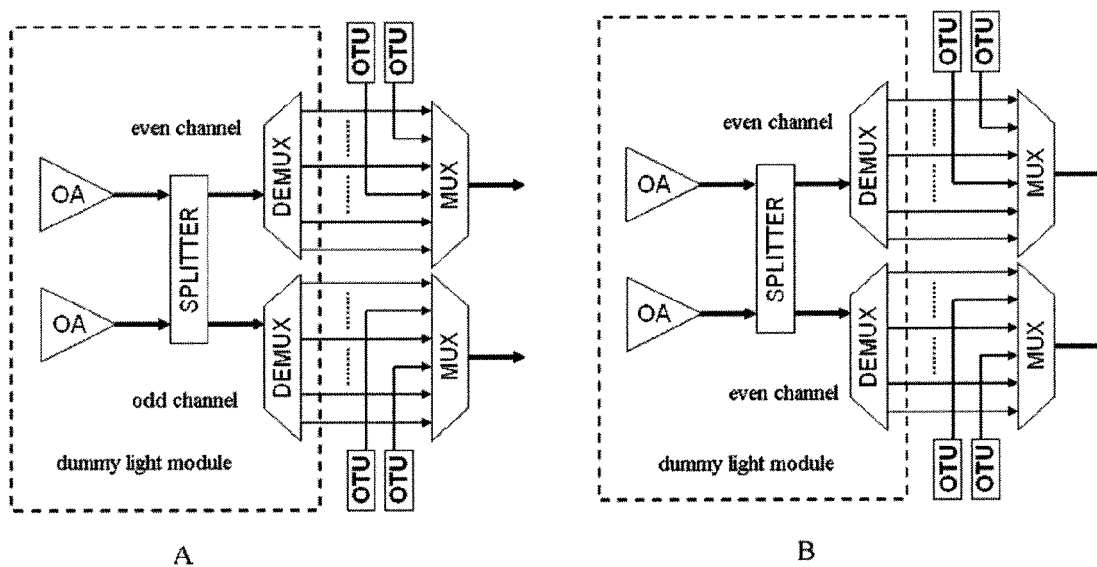 OTU
OTU
even channel
OA
SPLITTER
DEMUX
MUX
OA
DEMUX
MUX
odd channel
dummy light module
OTU
OTU
A
OTU
OTU
even channel
OA
SPLITTER
DEMUX
MUX
OA
DEMUX
MUX
even channel
dummy light module
OTU
OTU
B